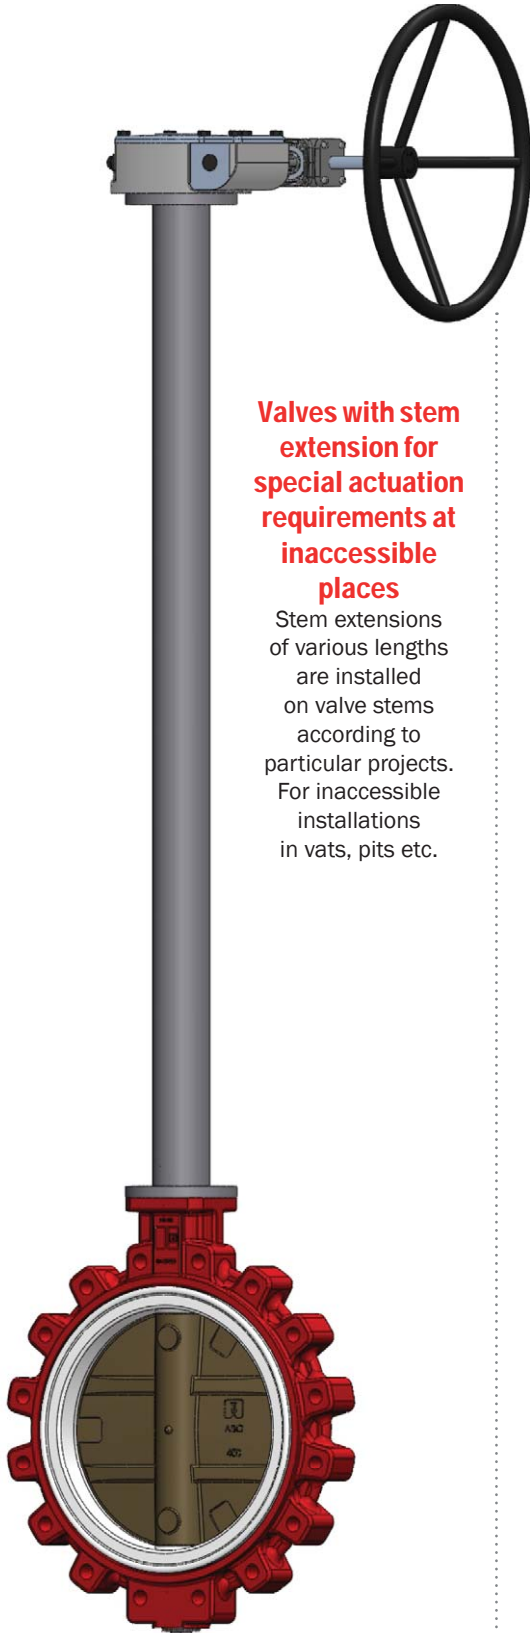 Valves with stem
extension for
special actuation
requirements at
inaccessible
places
Stem extensions
of various lengths
are installed
on valve stems
according to
particular projects.
For inaccessible
installations
in vats, pits etc.